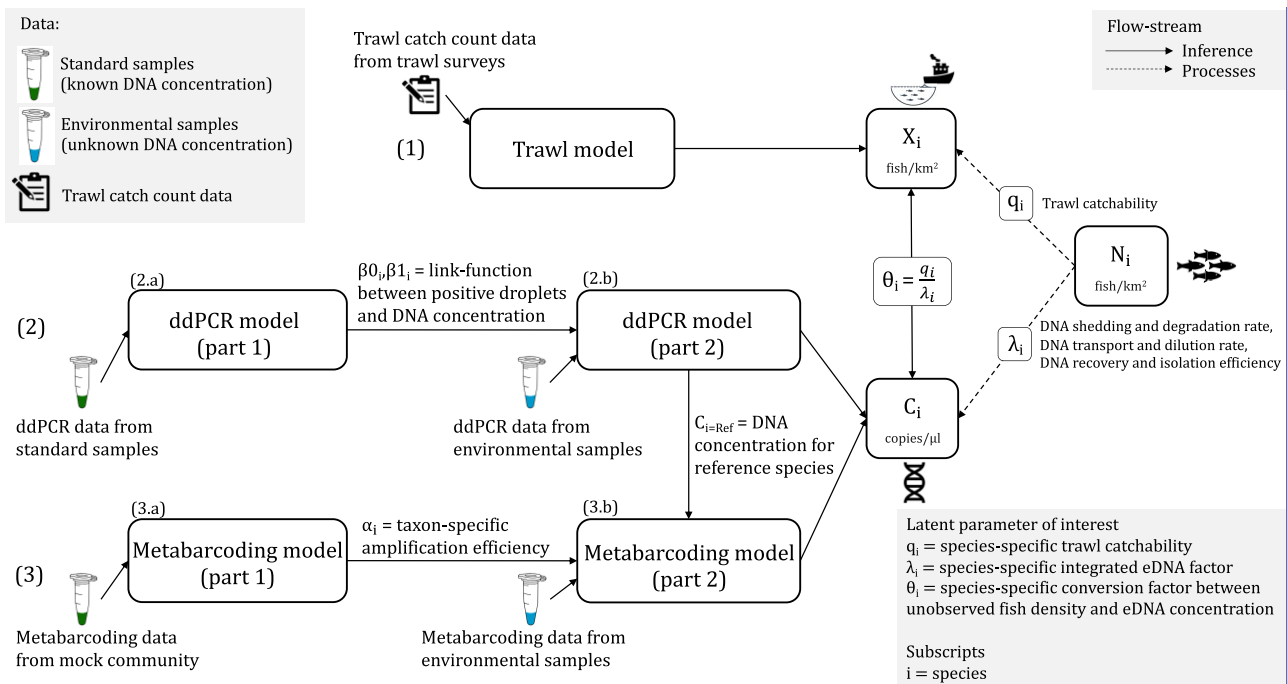 Data:
Standard samples
(known DNA concentration)
Environmental samples
(unknown DNA concentration)
Trawl catch count data
Trawl catch count data
from trawl surveys
(1)
Trawl model
Xᵢ
fish/km²
Flow-stream
Inference
Processes
qᵢ
Trawl catchability
Nᵢ
fish/km²
θᵢ = qᵢ/λᵢ
λᵢ
DNA shedding and degradation rate,
DNA transport and dilution rate,
DNA recovery and isolation efficiency
(2)
(2.a)
ddPCR model
(part 1)
β0ᵢ,β1ᵢ = link-function
between positive droplets
and DNA concentration
(2.b)
ddPCR model
(part 2)
ddPCR data from
standard samples
ddPCR data from
environmental samples
Cᵢ₌Ref = DNA
concentration for
reference species
Cᵢ
copies/μl
(3)
(3.a)
Metabarcoding model
(part 1)
αᵢ = taxon-specific
amplification efficiency
(3.b)
Metabarcoding model
(part 2)
Metabarcoding data
from mock community
Metabarcoding data from
environmental samples
Latent parameter of interest
qᵢ = species-specific trawl catchability
λᵢ = species-specific integrated eDNA factor
θᵢ = species-specific conversion factor between
unobserved fish density and eDNA concentration
Subscripts
i = species